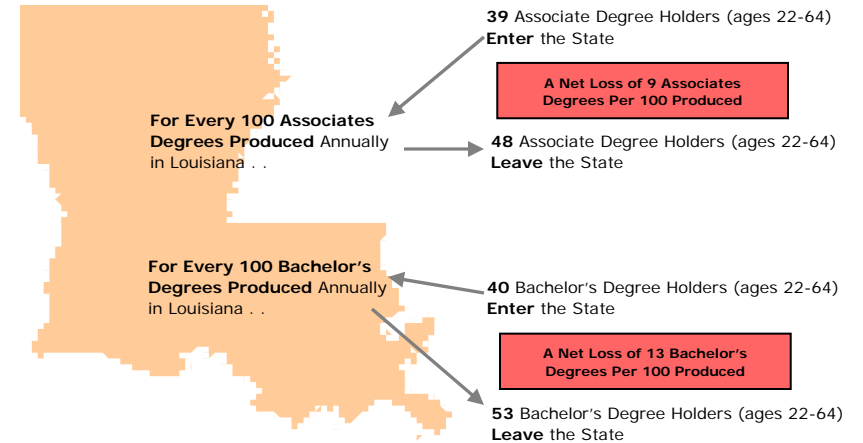 39 Associate Degree Holders (ages 22-64)
Enter the State
A Net Loss of 9 Associates
Degrees Per 100 Produced
For Every 100 Associates
Degrees Produced Annually
in Louisiana . .
48 Associate Degree Holders (ages 22-64)
Leave the State
For Every 100 Bachelor's
Degrees Produced Annually
in Louisiana . .
40 Bachelor's Degree Holders (ages 22-64)
Enter the State
A Net Loss of 13 Bachelor's
Degrees Per 100 Produced
53 Bachelor's Degree Holders (ages 22-64)
Leave the State